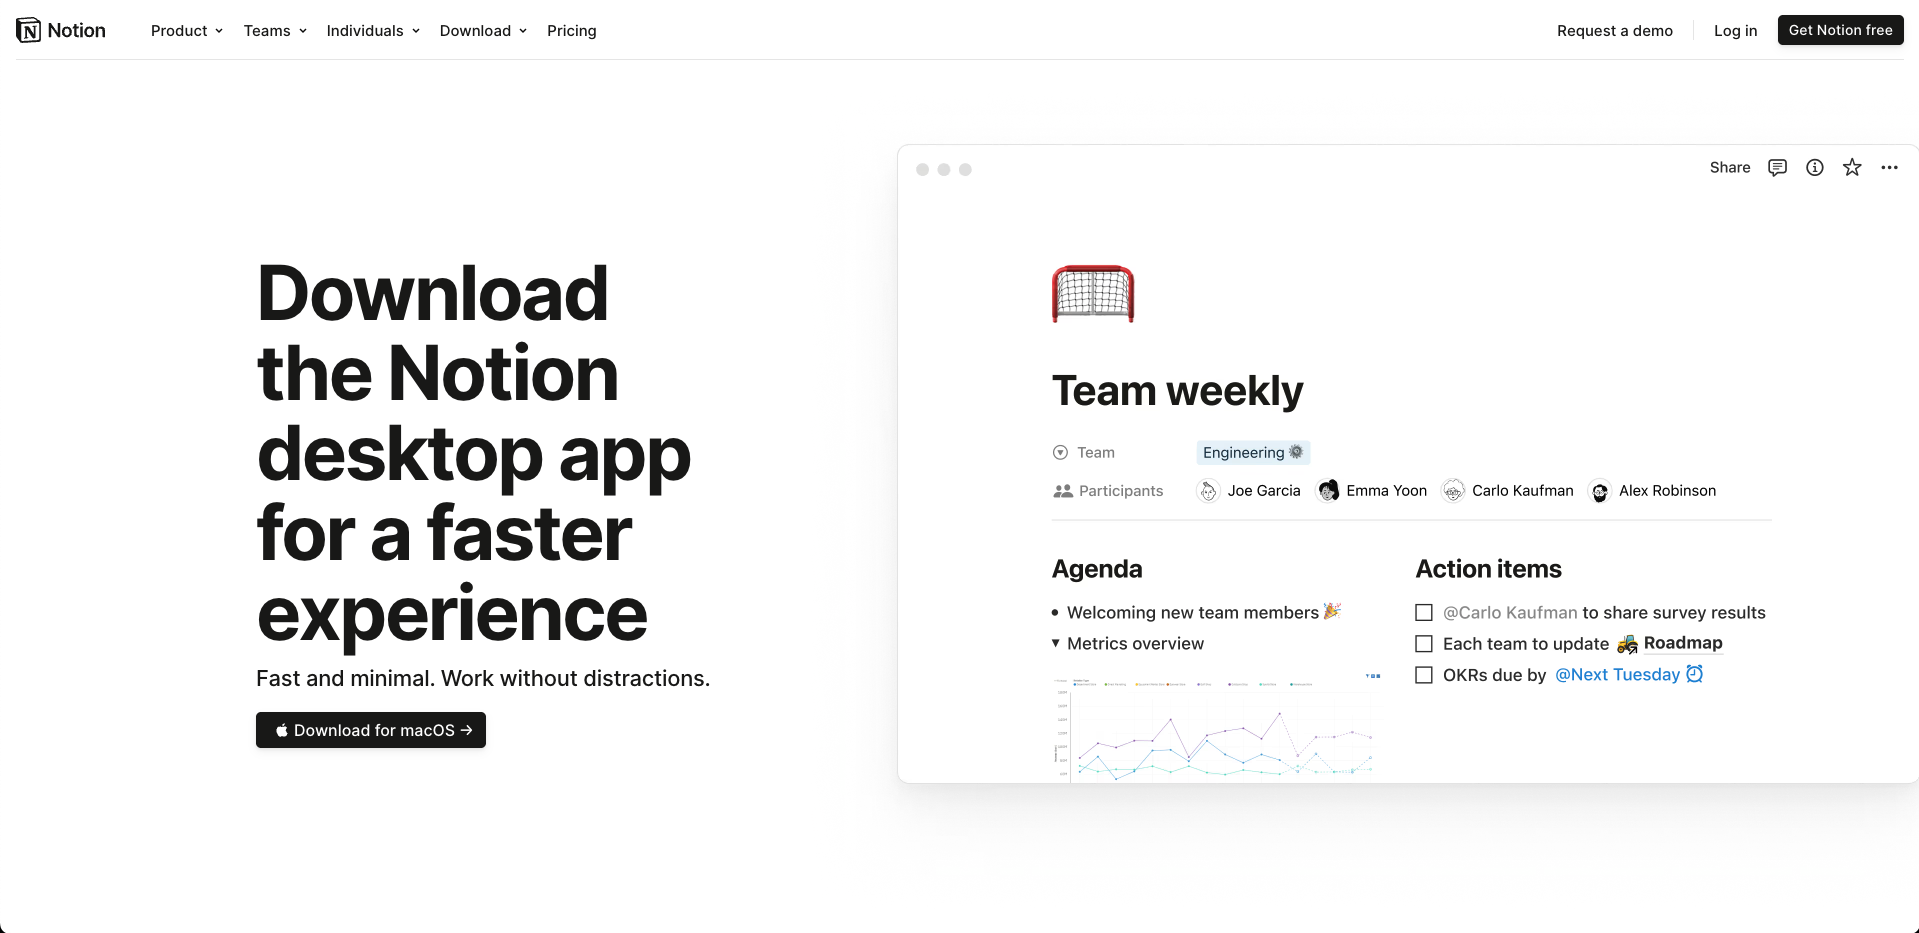 Notion
Product
Teams
Individuals
Download
Pricing
Request a demo
Log in
Get Notion free
Download
the Notion
desktop app
for a faster
experience
Fast and minimal. Work without distractions.
Download for macOS →
Share
Team weekly
Team
Engineering
Participants
Joe Garcia
Emma Yoon
Carlo Kaufman
Alex Robinson
Agenda
• Welcoming new team members 🎉
▾ Metrics overview
Action items
@Carlo Kaufman to share survey results
Each team to update 🚜 Roadmap
OKRs due by @Next Tuesday ⏰